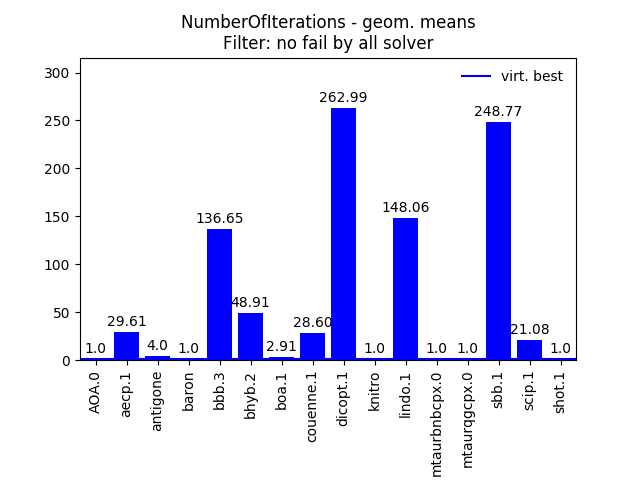 NumberOfIterations - geom. means
Filter: no fail by all solver
virt. best
300
250
200
150
100
50
0
1.0
29.61
4.0
1.0
136.65
48.91
2.91
28.60
262.99
1.0
148.06
1.0
1.0
248.77
21.08
1.0
AOA.0
aecp.1
antigone
baron
bbb.3
bhyb.2
boa.1
couenne.1
dicopt.1
knitro
lindo.1
mtaurbnbcpx.0
mtaurqgcpx.0
sbb.1
scip.1
shot.1